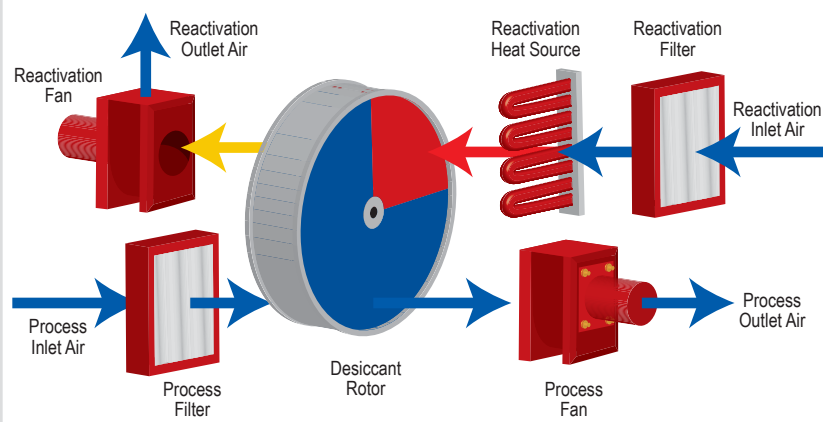 Reactivation
Outlet Air
Reactivation
Heat Source
Reactivation
Filter
Reactivation
Fan
Reactivation
Inlet Air
Process
Inlet Air
Process
Filter
Desiccant
Rotor
Process
Fan
Process
Outlet Air